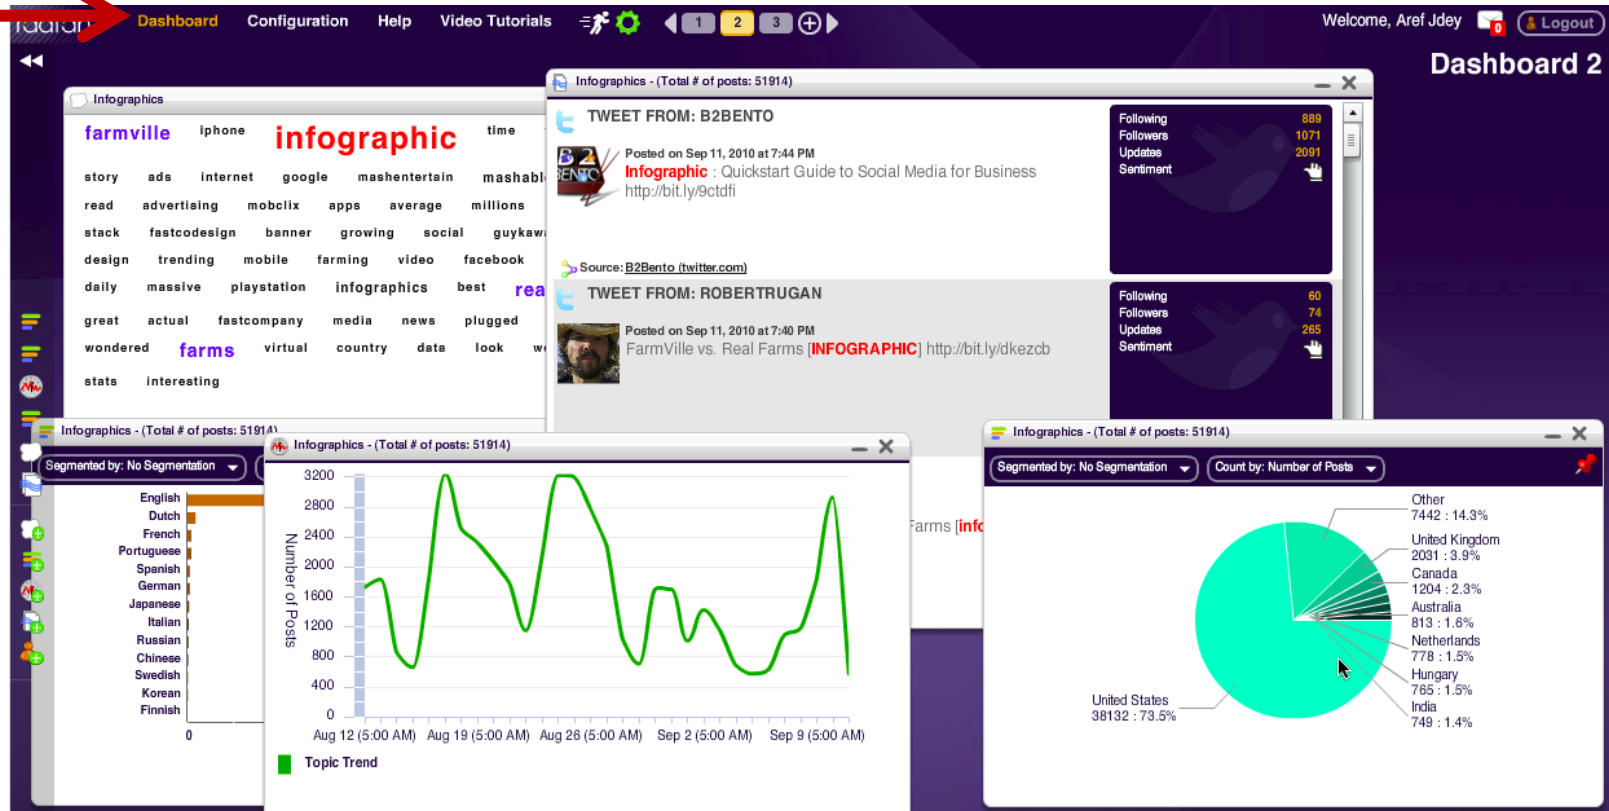 Dashboard Configuration Help Video Tutorials 1 2 3 Welcome, Aref Jdey 0 Logout
Dashboard 2
Infographics
farmville iphone infographic time
story ads internet google mashentertain
read advertising mobclix apps average millions
stack fastcodesign banner growing social
design trending mobile farming video facebook
daily massive playstation infographics best
great actual fastcompany media news plugged
wondered farms virtual country data look
stats interesting
Infographics - (Total # of posts: 51914)
TWEET FROM: B2BENTO
B2 BENTO
Posted on Sep 11, 2010 at 7:44 PM
Infographic : Quickstart Guide to Social Media for Business
http://bit.ly/9ctdfi
Source: B2Bento (twitter.com)
Following 889
Followers 1071
Updates 2091
Sentiment
TWEET FROM: ROBERTRUGAN
Posted on Sep 11, 2010 at 7:40 PM
FarmVille vs. Real Farms [INFOGRAPHIC] http://bit.ly/dkezcb
Following 60
Followers 74
Updates 265
Sentiment
Farms [info
Infographics - (Total # of posts: 51914)
Segmented by: No Segmentation
English
Dutch
French
Portuguese
Spanish
German
Japanese
Italian
Russian
Chinese
Swedish
Korean
Finnish
0
Infographics - (Total # of posts: 51914)
Number of Posts
3200
2800
2400
2000
1600
1200
800
400
0
Aug 12 (5:00 AM) Aug 19 (5:00 AM) Aug 26 (5:00 AM) Sep 2 (5:00 AM) Sep 9 (5:00 AM)
Topic Trend
Infographics - (Total # of posts: 51914)
Segmented by: No Segmentation Count by: Number of Posts
Other
7442 : 14.3%
United Kingdom
2031 : 3.9%
Canada
1204 : 2.3%
Australia
813 : 1.6%
Netherlands
778 : 1.5%
Hungary
765 : 1.5%
India
749 : 1.4%
United States
38132 : 73.5%